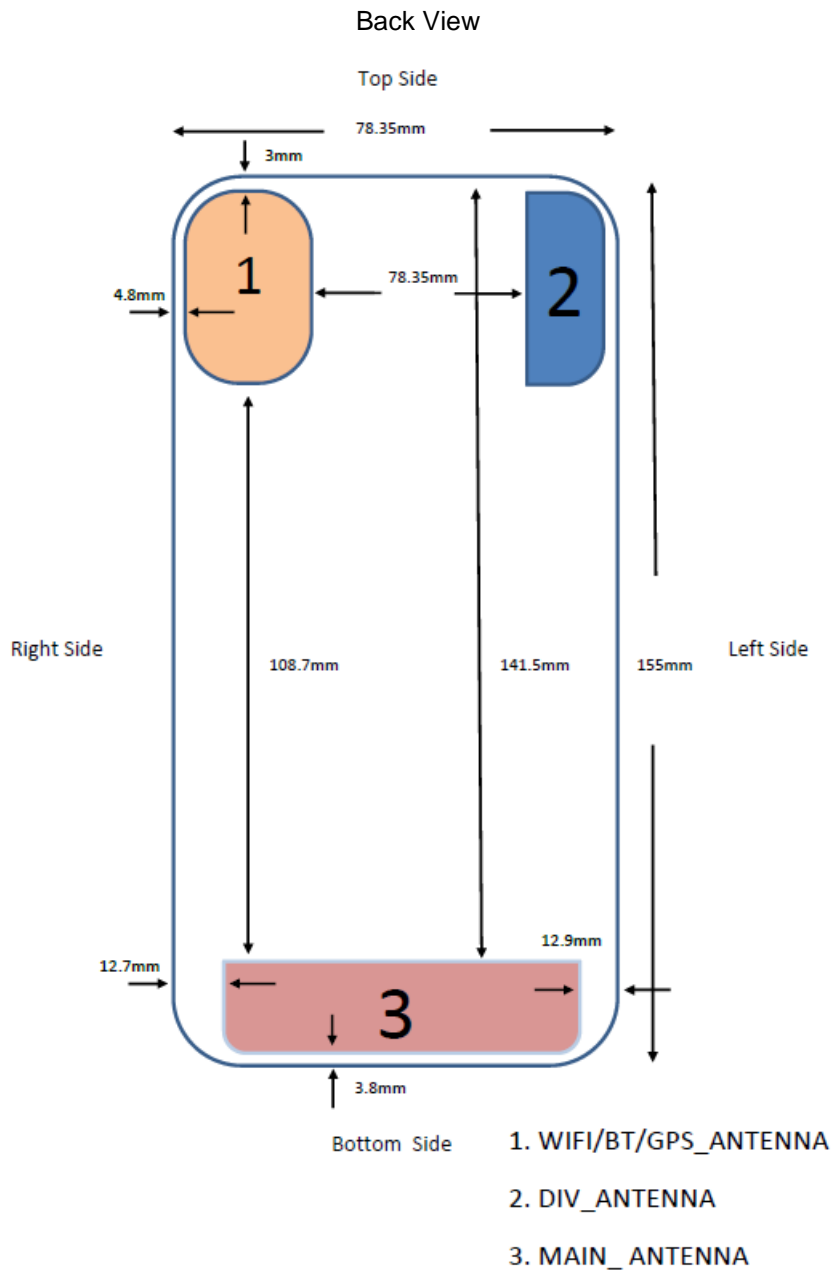 Back View
Top Side
78.35mm
3mm
1
2
78.35mm
4.8mm
Right Side
108.7mm
141.5mm
155mm
Left Side
12.9mm
12.7mm
3
3.8mm
Bottom Side
1. WIFI/BT/GPS_ANTENNA
2. DIV_ANTENNA
3. MAIN_ ANTENNA